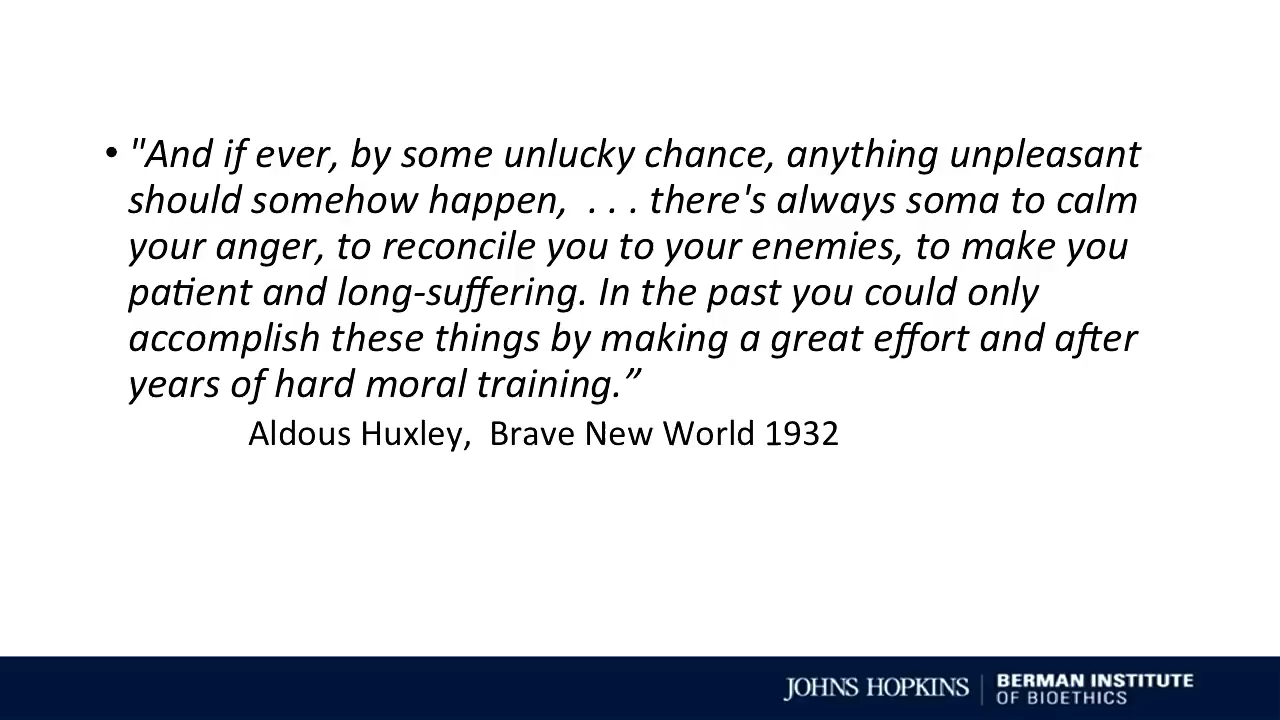 • "And if ever, by some unlucky chance, anything unpleasant
should somehow happen,  . . . there's always soma to calm
your anger, to reconcile you to your enemies, to make you
patient and long-suffering. In the past you could only
accomplish these things by making a great effort and after
years of hard moral training.”
Aldous Huxley,  Brave New World 1932
JOHNS HOPKINS | BERMAN INSTITUTE
OF BIOETHICS